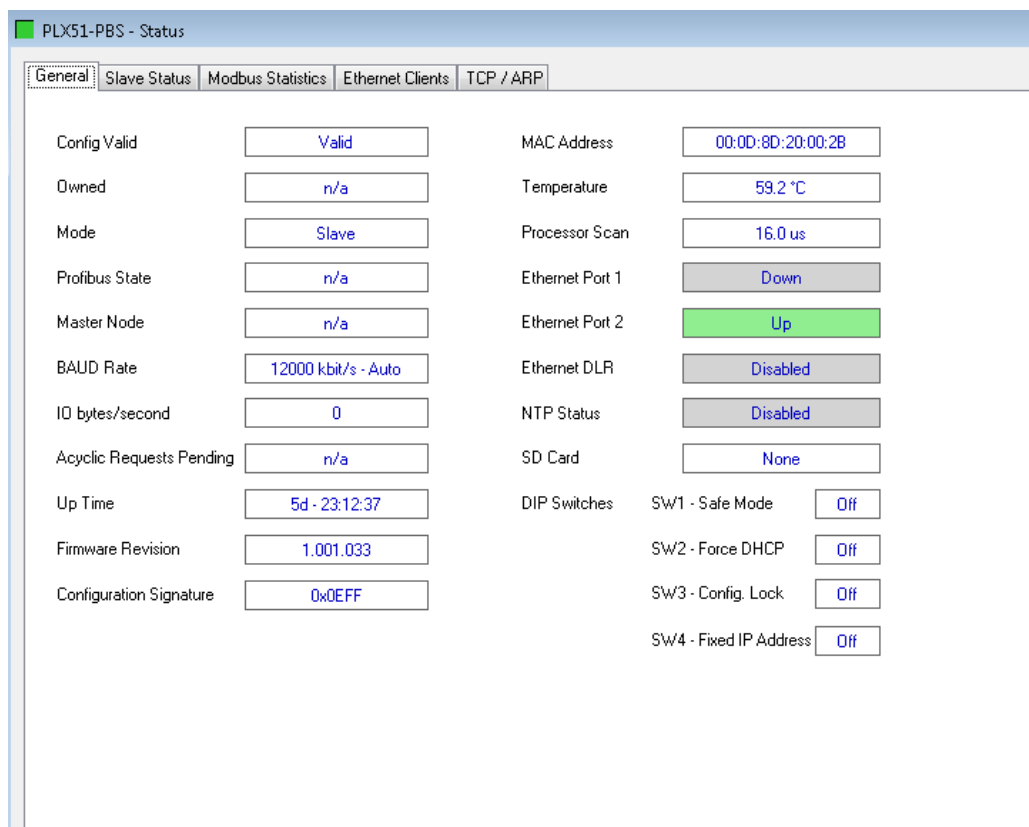 PLX51-PBS - Status
General Slave Status Modbus Statistics Ethernet Clients TCP / ARP
Config Valid Valid
Owned n/a
Mode Slave
Profibus State n/a
Master Node n/a
BAUD Rate 12000 kbit/s - Auto
IO bytes/second 0
Acyclic Requests Pending n/a
Up Time 5d - 23:12:37
Firmware Revision 1.001.033
Configuration Signature 0x0EFF
MAC Address 00:0D:8D:20:00:2B
Temperature 59.2 °C
Processor Scan 16.0 us
Ethernet Port 1 Down
Ethernet Port 2 Up
Ethernet DLR Disabled
NTP Status Disabled
SD Card None
DIP Switches SW1 - Safe Mode Off
SW2 - Force DHCP Off
SW3 - Config. Lock Off
SW4 - Fixed IP Address Off